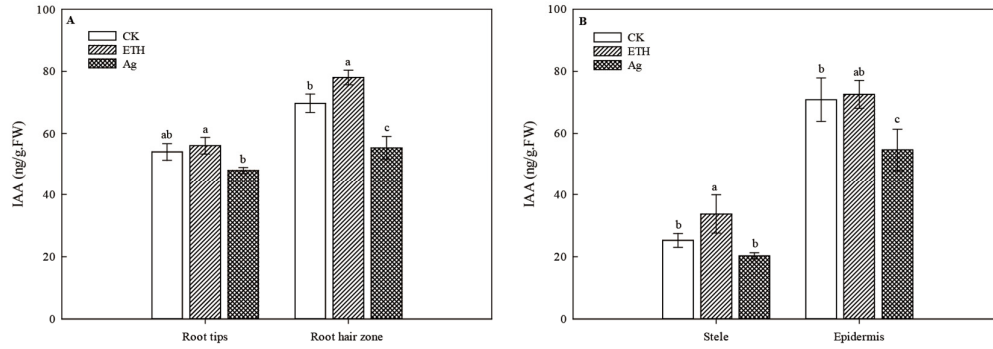 A
CK
ETH
Ag
IAA (ng/g.FW)
100
80
60
40
20
0
ab
a
b
b
a
c
Root tips
Root hair zone
B
CK
ETH
Ag
IAA (ng/g.FW)
100
80
60
40
20
0
b
a
b
b
ab
c
Stele
Epidermis